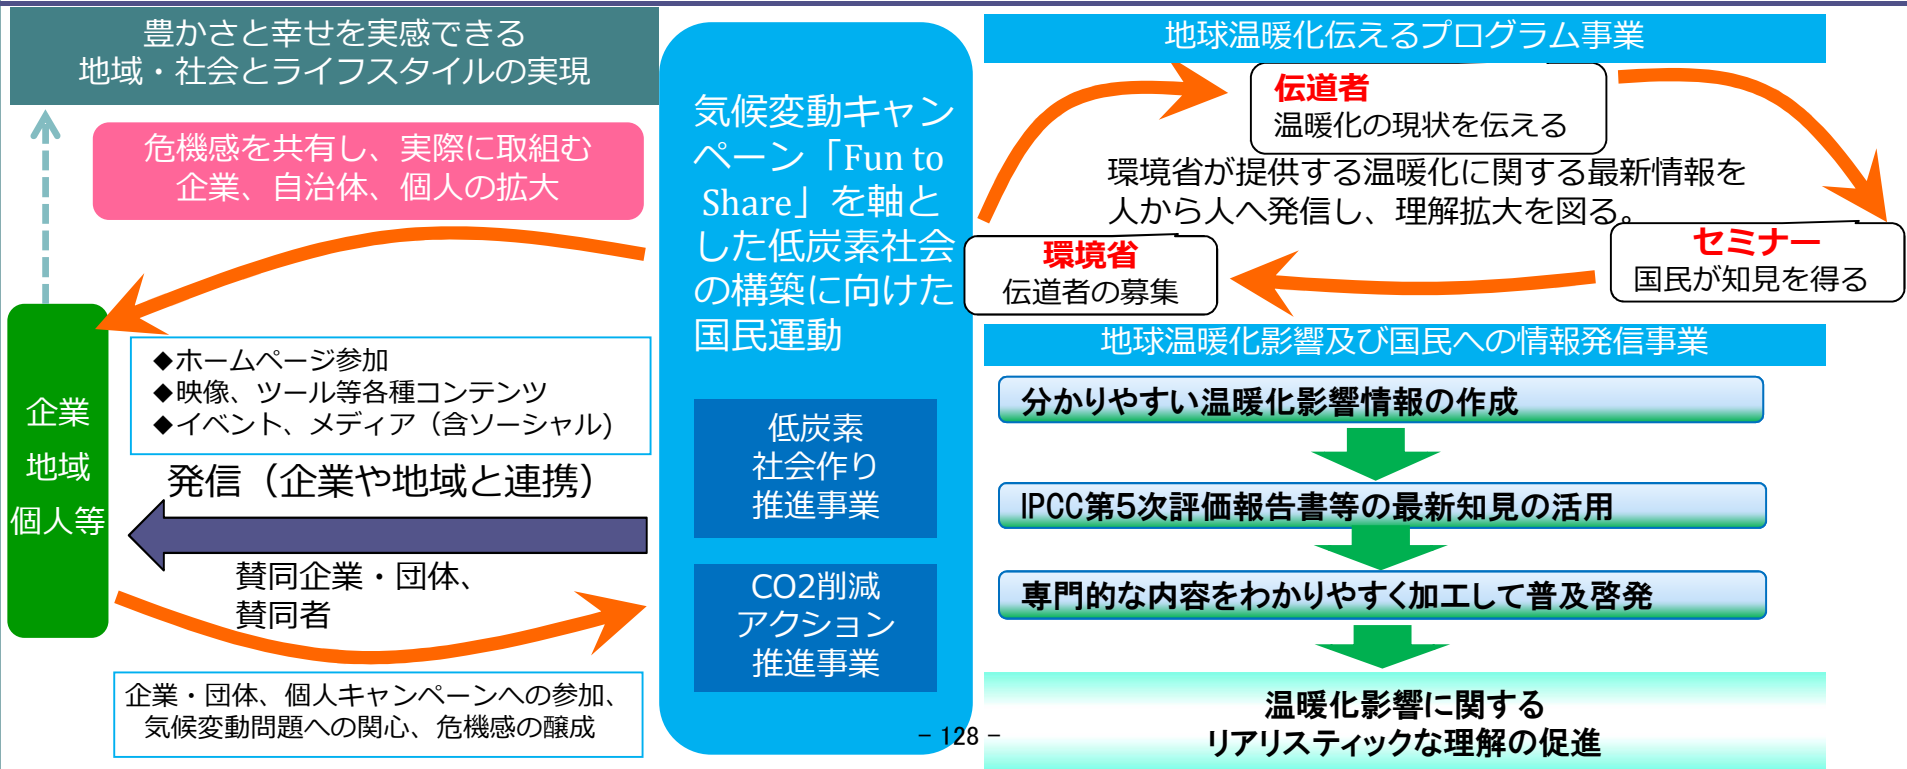 豊かさと幸せを実感できる
地域・社会とライフスタイルの実現
危機感を共有し、実際に取組む
企業、自治体、個人の拡大
企業
地域
個人等
◆ホームページ参加
◆映像、ツール等各種コンテンツ
◆イベント、メディア（含ソーシャル)
発信（企業や地域と連携）
賛同企業・団体、
賛同者
企業・団体、個人キャンペーンへの参加、
気候変動問題への関心、危機感の醸成
気候変動キャン
ペーン「Fun to
Share」を軸と
した低炭素社会
の構築に向けた
国民運動
低炭素
社会作り
推進事業
CO2削減
アクション
推進事業
地球温暖化伝えるプログラム事業
伝道者
温暖化の現状を伝える
環境省が提供する温暖化に関する最新情報を
人から人へ発信し、理解拡大を図る。
セミナー
国民が知見を得る
環境省
伝道者の募集
地球温暖化影響及び国民への情報発信事業
分かりやすい温暖化影響情報の作成
IPCC第5次評価報告書等の最新知見の活用
専門的な内容をわかりやすく加工して普及啓発
温暖化影響に関する
リアリスティックな理解の促進
- 128 -